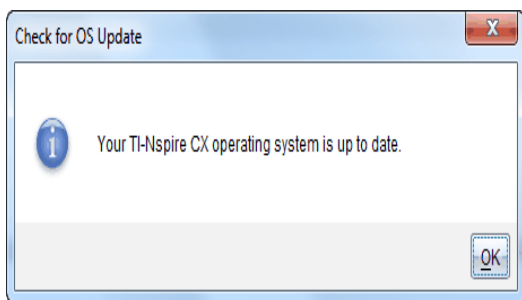 Check for OS Update
Your TI-Nspire CX operating system is up to date.
OK